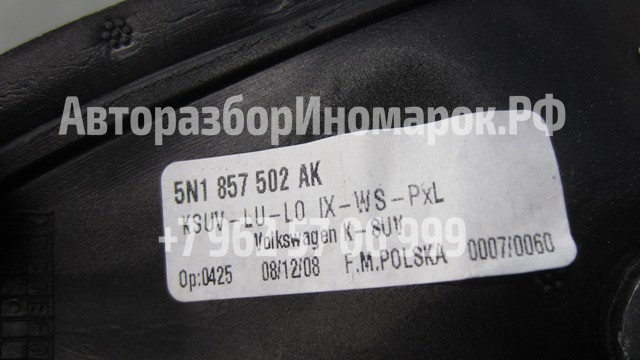 АвторазборИномарок.РФ
5N1 857 502 AK
KSUV-LU-LO IX-WS-PXL
Volkswagen K-SUV
Op:0425 08/12/08 F.M.POLSKA 0007/0060